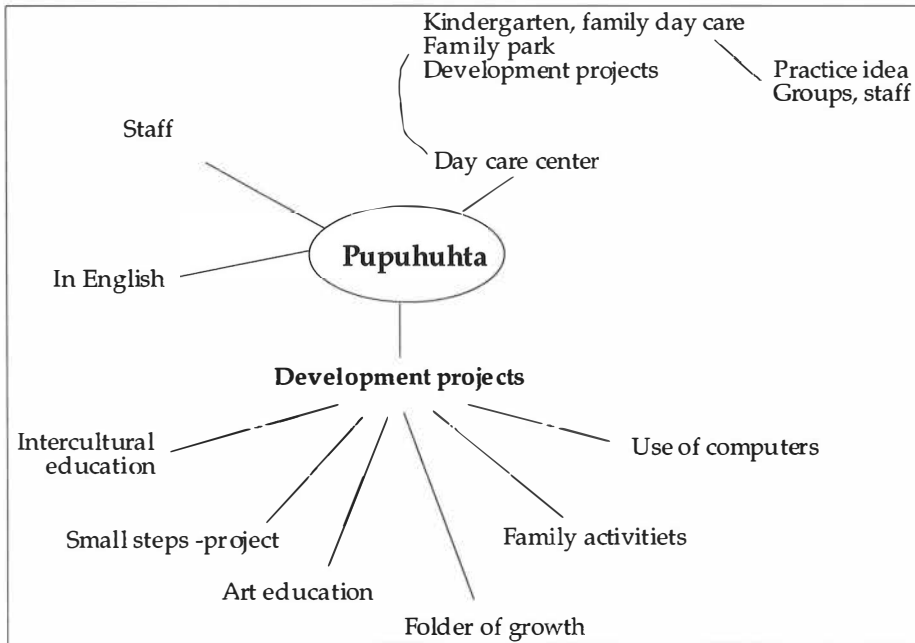 Kindergarten, family day care
Family park
Development projects
Practice idea
Groups, staff
Staff
Day care center
Pupuhuhta
In English
Development projects
Intercultural
education
Use of computers
Small steps -project
Family activitiets
Art education
Folder of growth